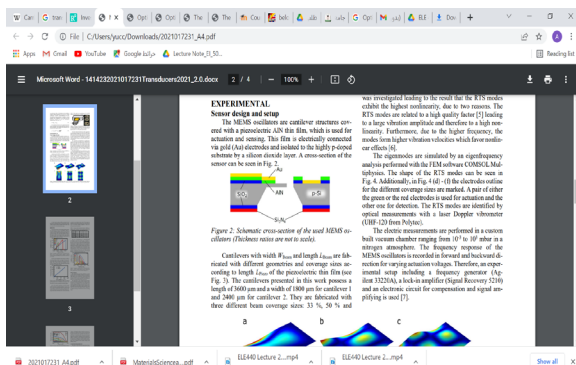 Car
G tran
Inv
Opt
Opt
The
The
Cou
bel
G Opt
ELE
Dov
File | C:/Users/yucc/Downloads/2021017231_A4.pdf
Apps
Gmail
YouTube
Google
Lecture Note_El_50...
Reading list
Microsoft Word - 1414232021017231Transducers2021_2.0.docx
2 / 4
100%
2
3
EXPERIMENTAL
Sensor design and setup
The MEMS oscillators are cantilever structures cov-
ered with a piezoelectric AlN thin film, which is used for
actuation and sensing. This film is electrically connected
via gold (Au) electrodes and isolated to the highly p-doped
substrate by a silicon dioxide layer. A cross-section of the
sensor can be seen in Fig. 2.
Au
SiO₂
AlN
p-Si
Si₃N₄
Figure 2: Schematic cross-section of the used MEMS os-
cillators (Thickness ratios are not to scale).
Cantilevers with width and length are fab-
ricated with different geometries and coverage sizes ac-
cording to length of the piezoelectric thin film (see
Fig. 3). The cantilevers presented in this work possess a
length of 3600 µm and a width of 1800 µm for cantilever 1
and 2400 µm for cantilever 2. They are fabricated with
three different beam coverage sizes: 33 %, 50 % and
was investigated leading to the result that the RTS modes
exhibit the highest nonlinearity, due to two reasons. The
RTS modes are related to a high quality factor [5] leading
to a large vibration amplitude and therefore to a high non-
linearity. Furthermore, due to the higher frequency, the
modes form higher vibration velocities which favor nonlin-
ear effects [6].
The eigenmodes are simulated by an eigenfrequency
analysis performed with the FEM software COMSOL Mul-
tiphysics. The shape of the RTS modes can be seen in
Fig. 4. Additionally, in Fig. 4 (d) - (f) the electrodes outline
for the different coverage sizes are marked. A pair of either
the green or the red electrodes is used for actuation and the
other one for detection. The RTS modes are identified by
optical measurements with a laser Doppler vibrometer
(UHF-120 from Polytec).
The electric measurements are performed in a custom
built vacuum chamber ranging from 10⁻³ to 10³ mbar in a
nitrogen atmosphere. The frequency response of the
MEMS oscillators is recorded in forward and backward di-
rection for varying actuation voltages. Therefore, an exper-
imental setup including a frequency generator (Ag-
ilent 33220A), a lock-in amplifier (Signal Recovery 5210)
and an electronic circuit for compensation and signal am-
plifying is used [7].
a
b
c
2021017231_A4.pdf
MaterialsScience​a...pdf
ELE440 Lecture 2....mp4
ELE440 Lecture 2....mp4
Show all